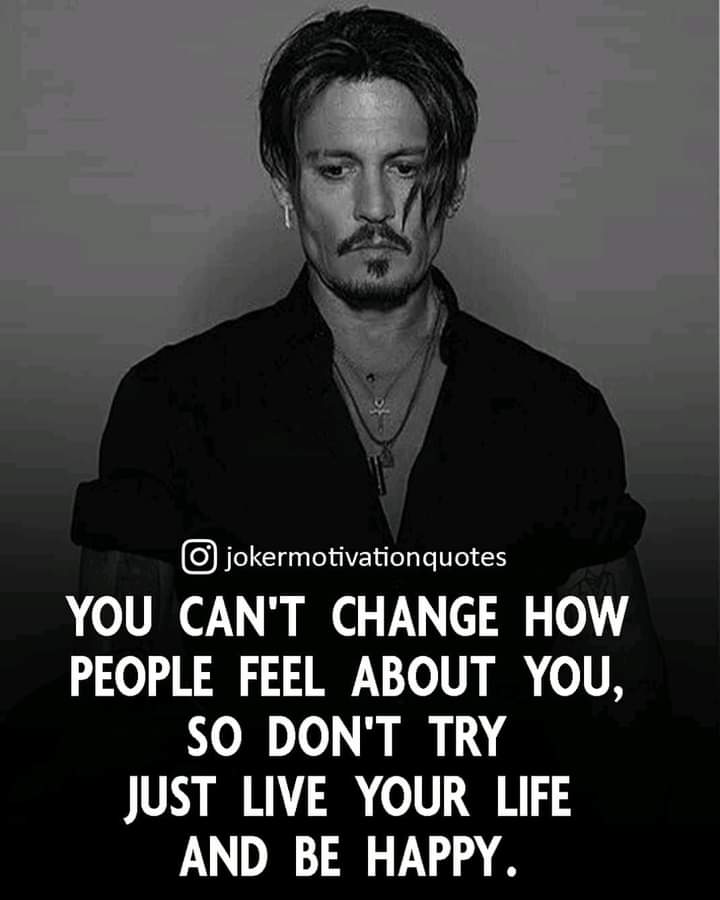 jokermotivationquotes
YOU CAN'T CHANGE HOW
PEOPLE FEEL ABOUT YOU,
SO DON'T TRY
JUST LIVE YOUR LIFE
AND BE HAPPY.